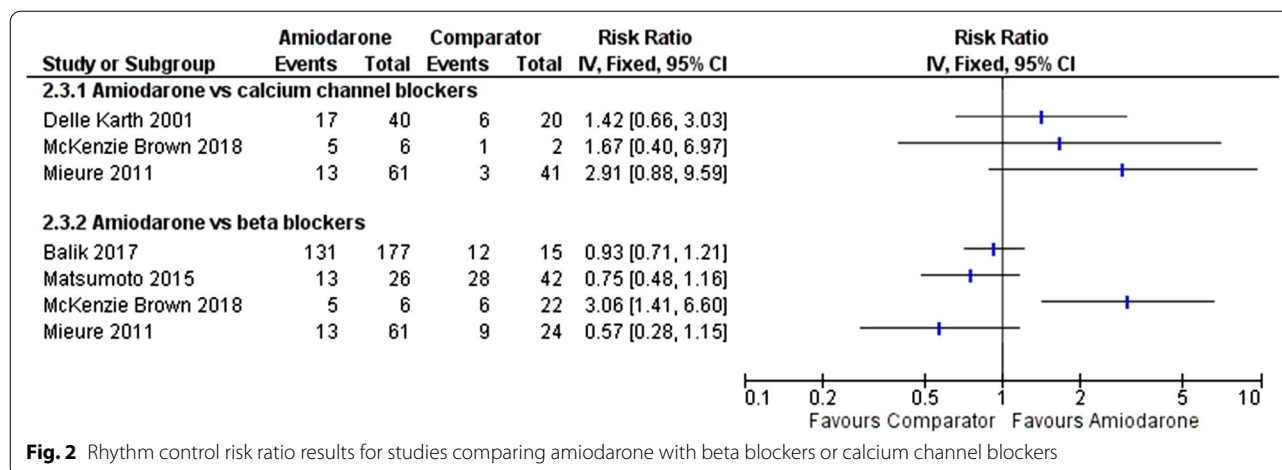 Amiodarone Comparator Risk Ratio Risk Ratio
Study or Subgroup Events Total Events Total IV, Fixed, 95% CI IV, Fixed, 95% CI
2.3.1 Amiodarone vs calcium channel blockers
Delle Karth 2001 17 40 6 20 1.42 [0.66, 3.03]
McKenzie Brown 2018 5 6 1 2 1.67 [0.40, 6.97]
Mieure 2011 13 61 3 41 2.91 [0.88, 9.59]
2.3.2 Amiodarone vs beta blockers
Balik 2017 131 177 12 15 0.93 [0.71, 1.21]
Matsumoto 2015 13 26 28 42 0.75 [0.48, 1.16]
McKenzie Brown 2018 5 6 6 22 3.06 [1.41, 6.60]
Mieure 2011 13 61 9 24 0.57 [0.28, 1.15]
0.1 0.2 0.5 1 2 5 10
Favours Comparator Favours Amiodarone
Fig. 2 Rhythm control risk ratio results for studies comparing amiodarone with beta blockers or calcium channel blockers